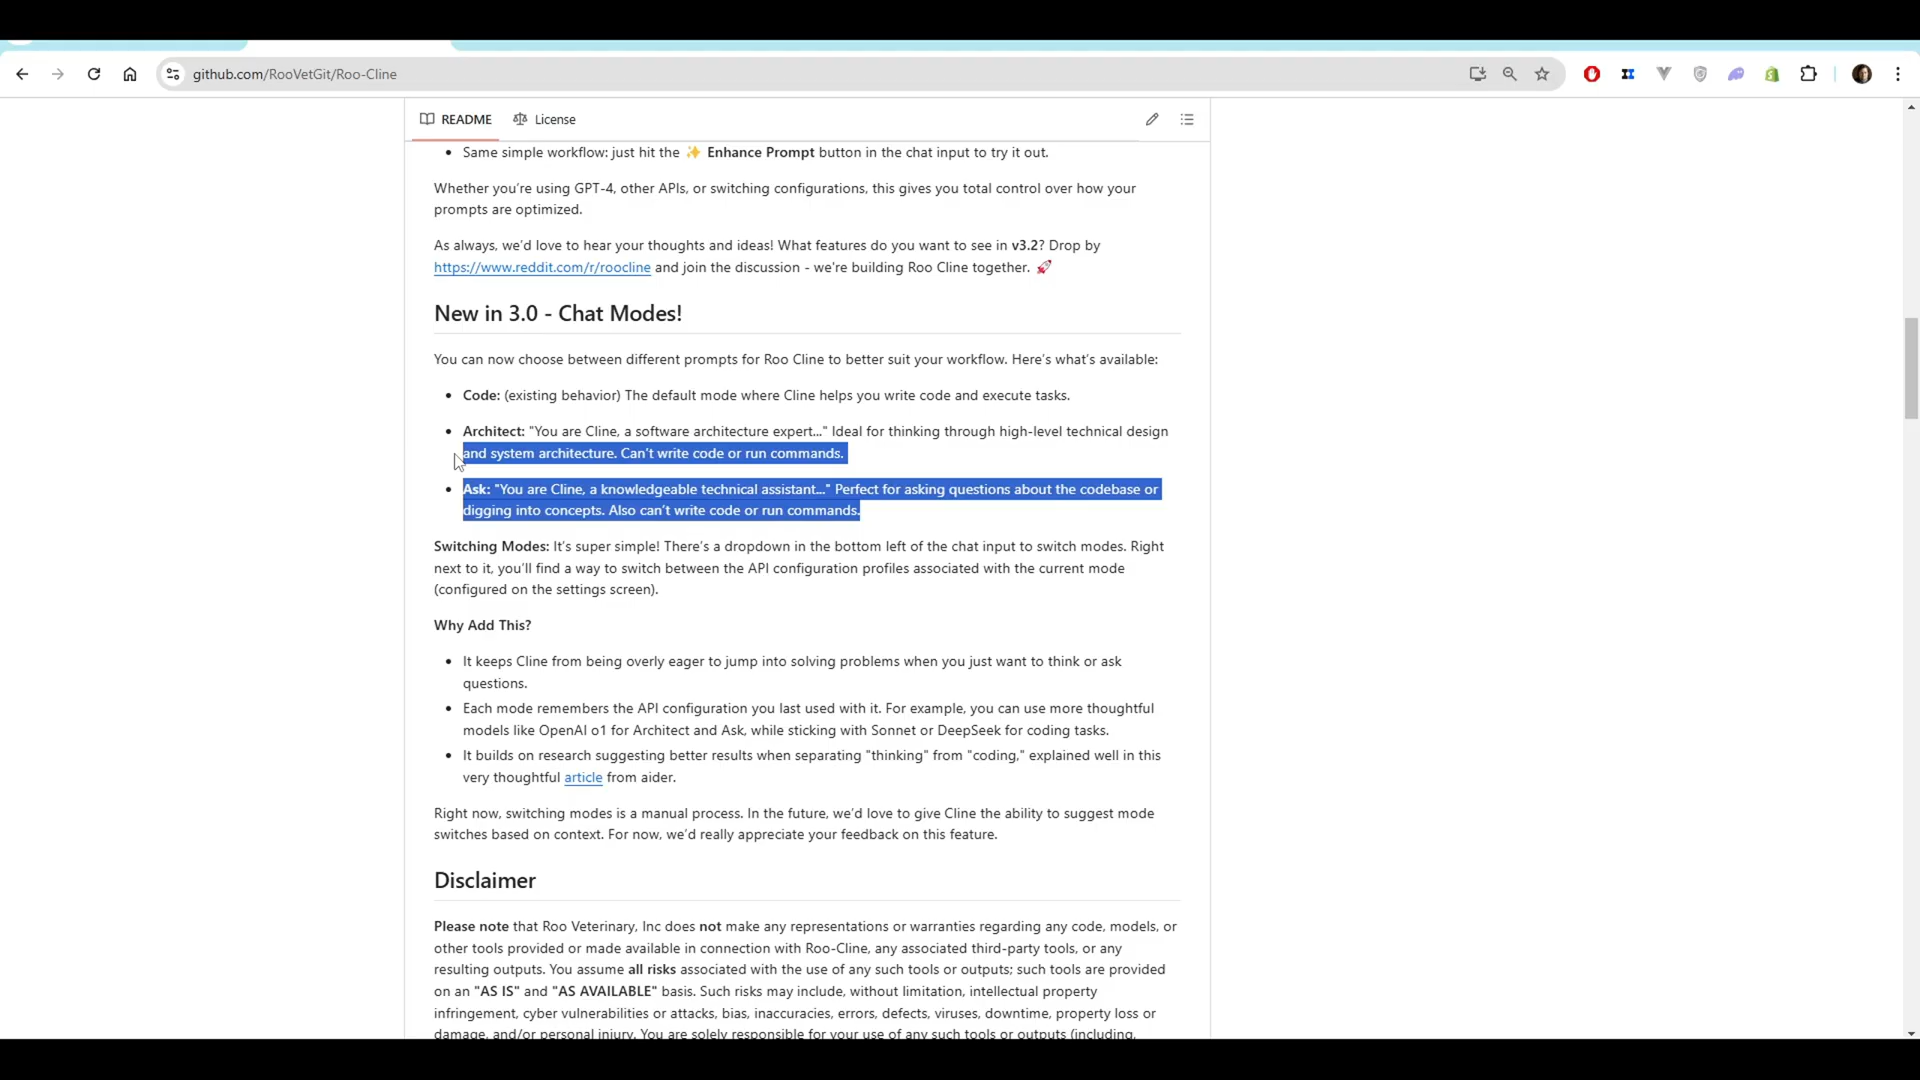 github.com/RooVetGit/Roo-Cline
README License
Same simple workflow: just hit the ✨ Enhance Prompt button in the chat input to try it out.
Whether you're using GPT-4, other APIs, or switching configurations, this gives you total control over how your
prompts are optimized.
As always, we'd love to hear your thoughts and ideas! What features do you want to see in v3.2? Drop by
https://www.reddit.com/r/roocline and join the discussion - we're building Roo Cline together. 🚀
New in 3.0 - Chat Modes!
You can now choose between different prompts for Roo Cline to better suit your workflow. Here's what's available:
Code: (existing behavior) The default mode where Cline helps you write code and execute tasks.
Architect: "You are Cline, a software architecture expert..." Ideal for thinking through high-level technical design
and system architecture. Can't write code or run commands.
Ask: "You are Cline, a knowledgeable technical assistant..." Perfect for asking questions about the codebase or
digging into concepts. Also can't write code or run commands.
Switching Modes: It's super simple! There's a dropdown in the bottom left of the chat input to switch modes. Right
next to it, you'll find a way to switch between the API configuration profiles associated with the current mode
(configured on the settings screen).
Why Add This?
It keeps Cline from being overly eager to jump into solving problems when you just want to think or ask
questions.
Each mode remembers the API configuration you last used with it. For example, you can use more thoughtful
models like OpenAI o1 for Architect and Ask, while sticking with Sonnet or DeepSeek for coding tasks.
It builds on research suggesting better results when separating "thinking" from "coding," explained well in this
very thoughtful article from aider.
Right now, switching modes is a manual process. In the future, we'd love to give Cline the ability to suggest mode
switches based on context. For now, we'd really appreciate your feedback on this feature.
Disclaimer
Please note that Roo Veterinary, Inc does not make any representations or warranties regarding any code, models, or
other tools provided or made available in connection with Roo-Cline, any associated third-party tools, or any
resulting outputs. You assume all risks associated with the use of any such tools or outputs; such tools are provided
on an "AS IS" and "AS AVAILABLE" basis. Such risks may include, without limitation, intellectual property
infringement, cyber vulnerabilities or attacks, bias, inaccuracies, errors, defects, viruses, downtime, property loss or
damage, and/or personal injury. You are solely responsible for your use of any such tools or outputs (including,